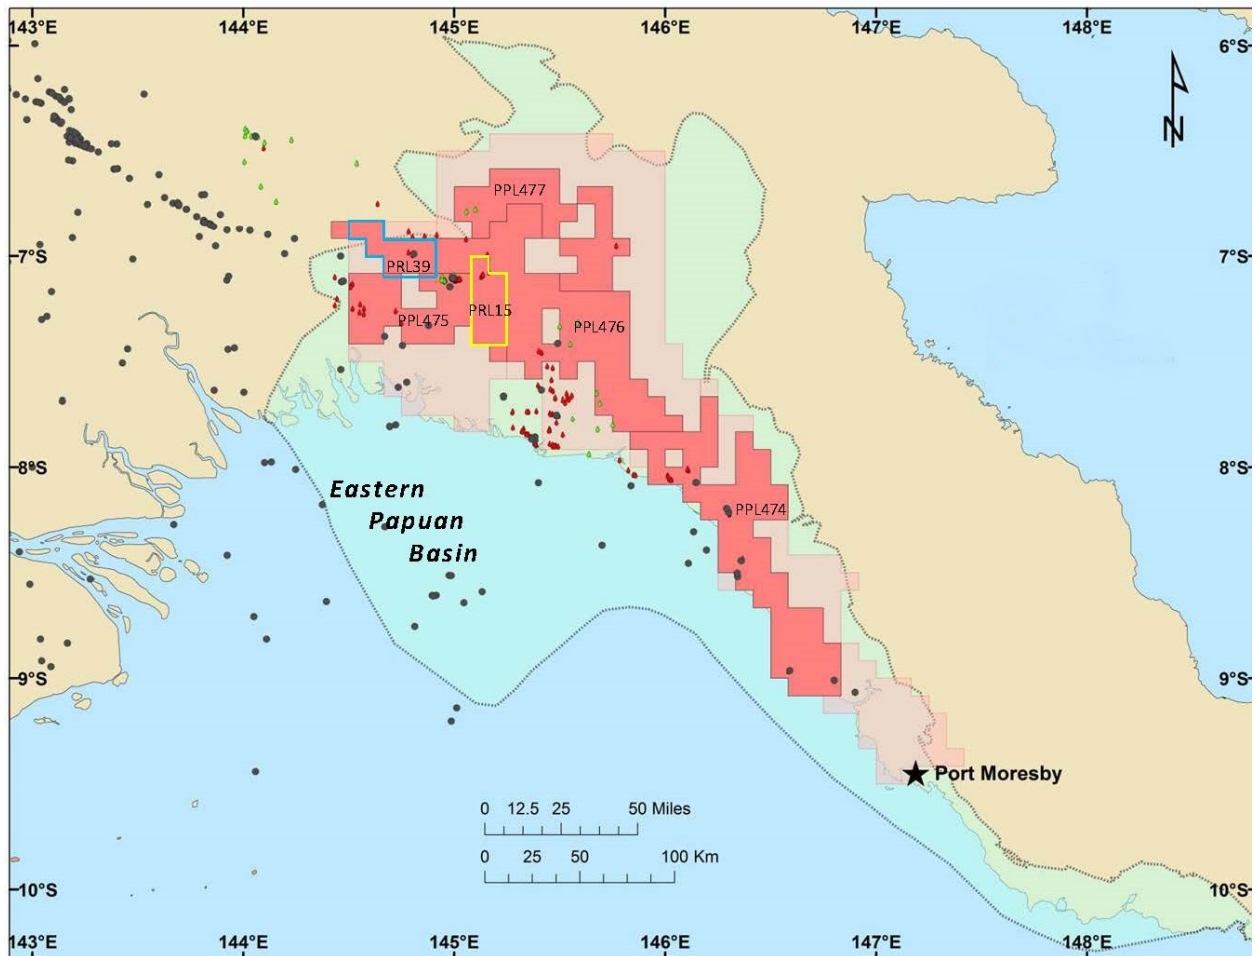 143°E 144°E 145°E 146°E 147°E 148°E
6°S 
N
PPL477
7°S 7°S
PRL39
PRL15
PPL475 PPL476
8°S 8°S
Eastern
Papuan
Basin
PPL474
9°S 9°S
Port Moresby
0 12.5 25 50 Miles
0 25 50 100 Km
10°S 10°S
143°E 144°E 145°E 146°E 147°E 148°E